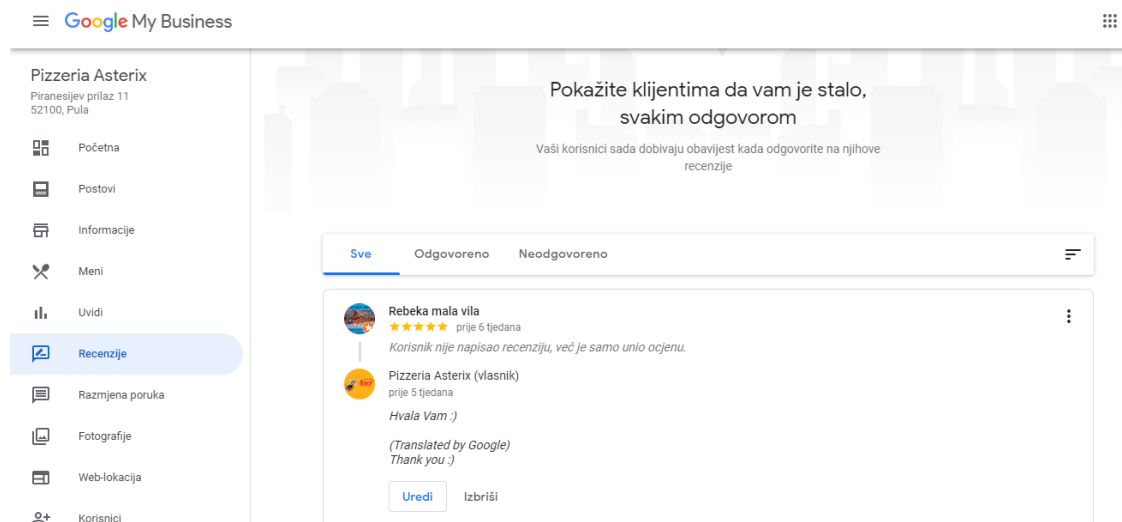 Google My Business
Pizzeria Asterix
Piranesijev prilaz 11
52100, Pula
Početna
Postovi
Informacije
Meni
Uvidi
Recenzije
Razmjena poruka
Fotografije
Web-lokacija
Korisnici
Pokažite klijentima da vam je stalo,
svakim odgovorom
Vaši korisnici sada dobivaju obavijest kada odgovorite na njihove
recenzije
Sve Odgovoreno Neodgovoreno
Rebeka mala vila
prije 6 tjedana
Korisnik nije napisao recenziju, već je samo unio ocjenu.
Pizzeria Asterix (vlasnik)
prije 5 tjedana
Hvala Vam :)
(Translated by Google)
Thank you :)
Uredi Izbriši